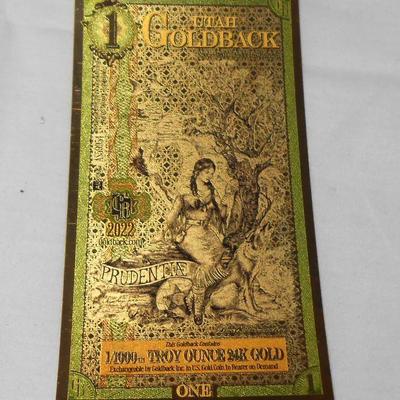 1
UTAH
GOLDBACK
2022
Goldback.com
PRUDENTIA
This Goldback Contains
1/1000TH TROY OUNCE 24K GOLD
Exchangeable by Goldback Inc. in U.S. Gold Coin to Bearer on Demand
ONE
1